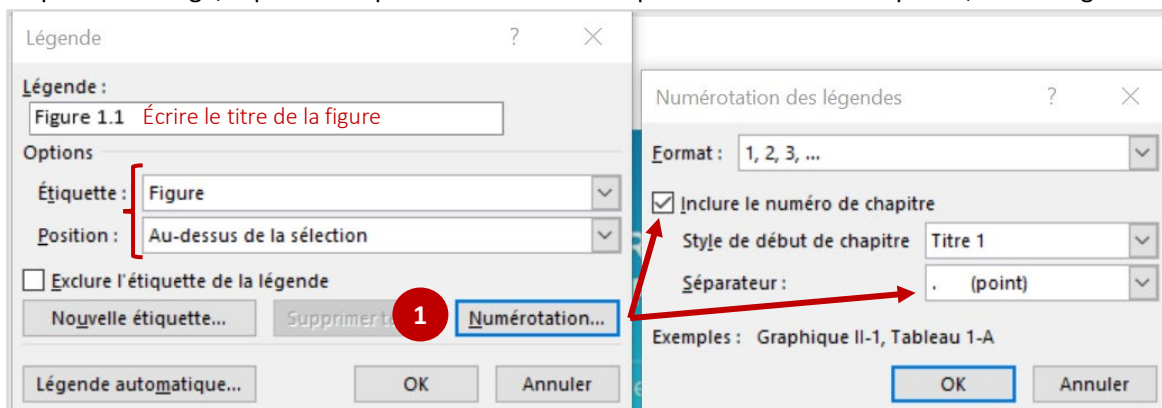 Légende ? ×
Légende :
Figure 1.1 Écrire le titre de la figure
Options
Étiquette : Figure
Position : Au-dessus de la sélection
Exclure l'étiquette de la légende
Nouvelle étiquette... Supprimer 1 Numérotation...
Légende automatique... OK Annuler
Numérotation des légendes ? ×
Format : 1, 2, 3, ...
Inclure le numéro de chapitre
Style de début de chapitre Titre 1
Séparateur : . (point)
Exemples : Graphique II-1, Tableau 1-A
OK Annuler